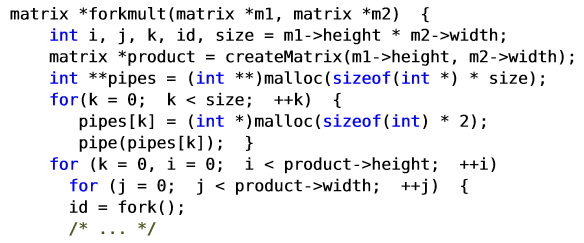 matrix *forkmult(matrix *m1, matrix *m2)  {
    int i, j, k, id, size = m1->height * m2->width;
    matrix *product = createMatrix(m1->height, m2->width);
    int **pipes = (int **)malloc(sizeof(int *) * size);
    for(k = 0;  k < size;  ++k)  {
       pipes[k] = (int *)malloc(sizeof(int) * 2);
       pipe(pipes[k]);  }
    for (k = 0, i = 0;  i < product->height;  ++i)
      for (j = 0;  j < product->width;  ++j)  {
      id = fork();
      /* ... */